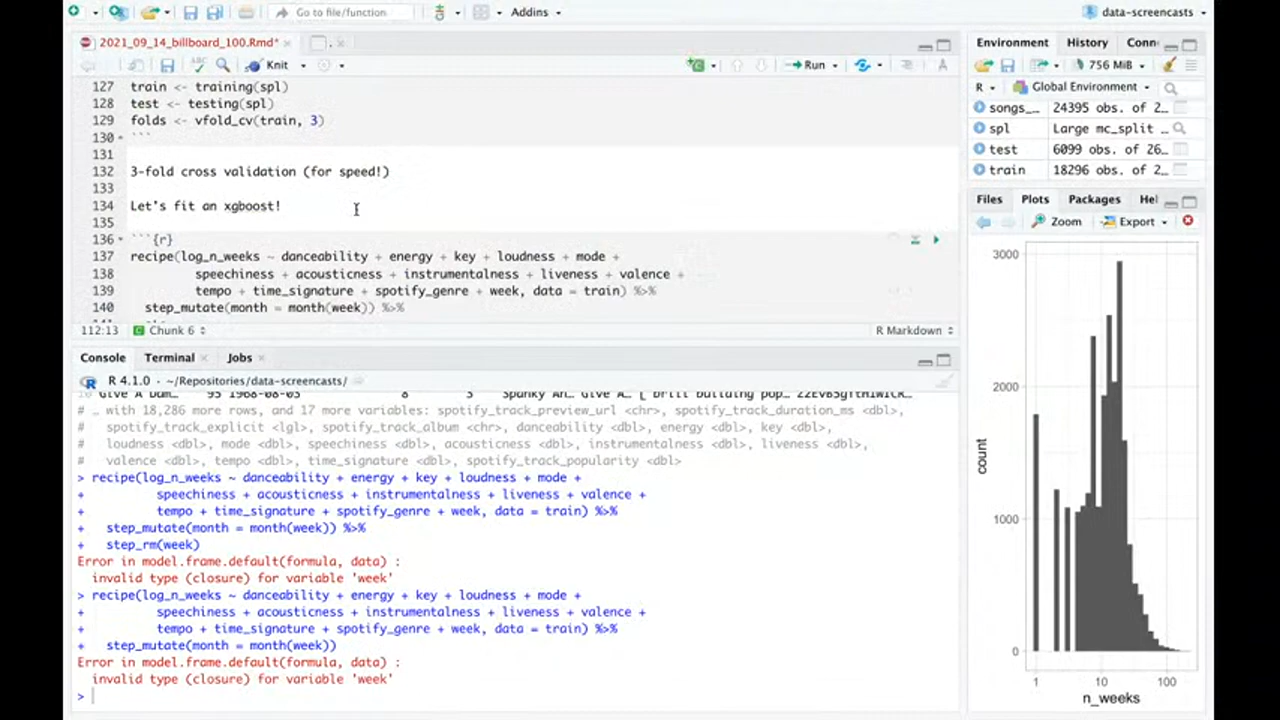 Go to file/function
Addins
data-screencasts
2021_09_14_billboard_100.Rmd*
.
Knit
Run
127 train <- training(spl)
128 test <- testing(spl)
129 folds <- vfold_cv(train, 3)
130 ```
131
132 3-fold cross validation (for speed!)
133
134 Let's fit an xgboost!
135
136 ```{r}
137 recipe(log_n_weeks ~ danceability + energy + key + loudness + mode +
138 speechiness + acousticness + instrumentalness + liveness + valence +
139 tempo + time_signature + spotify_genre + week, data = train) %>%
140 step_mutate(month = month(week)) %>%
112:13 Chunk 6 R Markdown
Console Terminal Jobs
R 4.1.0 · ~/Repositories/data-screencasts/
# … with 18,286 more rows, and 17 more variables: spotify_track_preview_url <chr>, spotify_track_duration_ms <dbl>,
# spotify_track_explicit <lgl>, spotify_track_album <chr>, danceability <dbl>, energy <dbl>, key <dbl>,
# loudness <dbl>, mode <dbl>, speechiness <dbl>, acousticness <dbl>, instrumentalness <dbl>, liveness <dbl>,
# valence <dbl>, tempo <dbl>, time_signature <dbl>, spotify_track_popularity <dbl>
> recipe(log_n_weeks ~ danceability + energy + key + loudness + mode +
+ speechiness + acousticness + instrumentalness + liveness + valence +
+ tempo + time_signature + spotify_genre + week, data = train) %>%
+ step_mutate(month = month(week)) %>%
+ step_rm(week)
Error in model.frame.default(formula, data) :
invalid type (closure) for variable 'week'
> recipe(log_n_weeks ~ danceability + energy + key + loudness + mode +
+ speechiness + acousticness + instrumentalness + liveness + valence +
+ tempo + time_signature + spotify_genre + week, data = train) %>%
+ step_mutate(month = month(week))
Error in model.frame.default(formula, data) :
invalid type (closure) for variable 'week'
>
Environment History Conn
756 MiB
R Global Environment
songs_… 24395 obs. of 2…
spl Large mc_split …
test 6099 obs. of 26…
train 18296 obs. of 2…
Files Plots Packages Hel
Zoom Export
3000
2000
1000
0
count
1 10 100
n_weeks